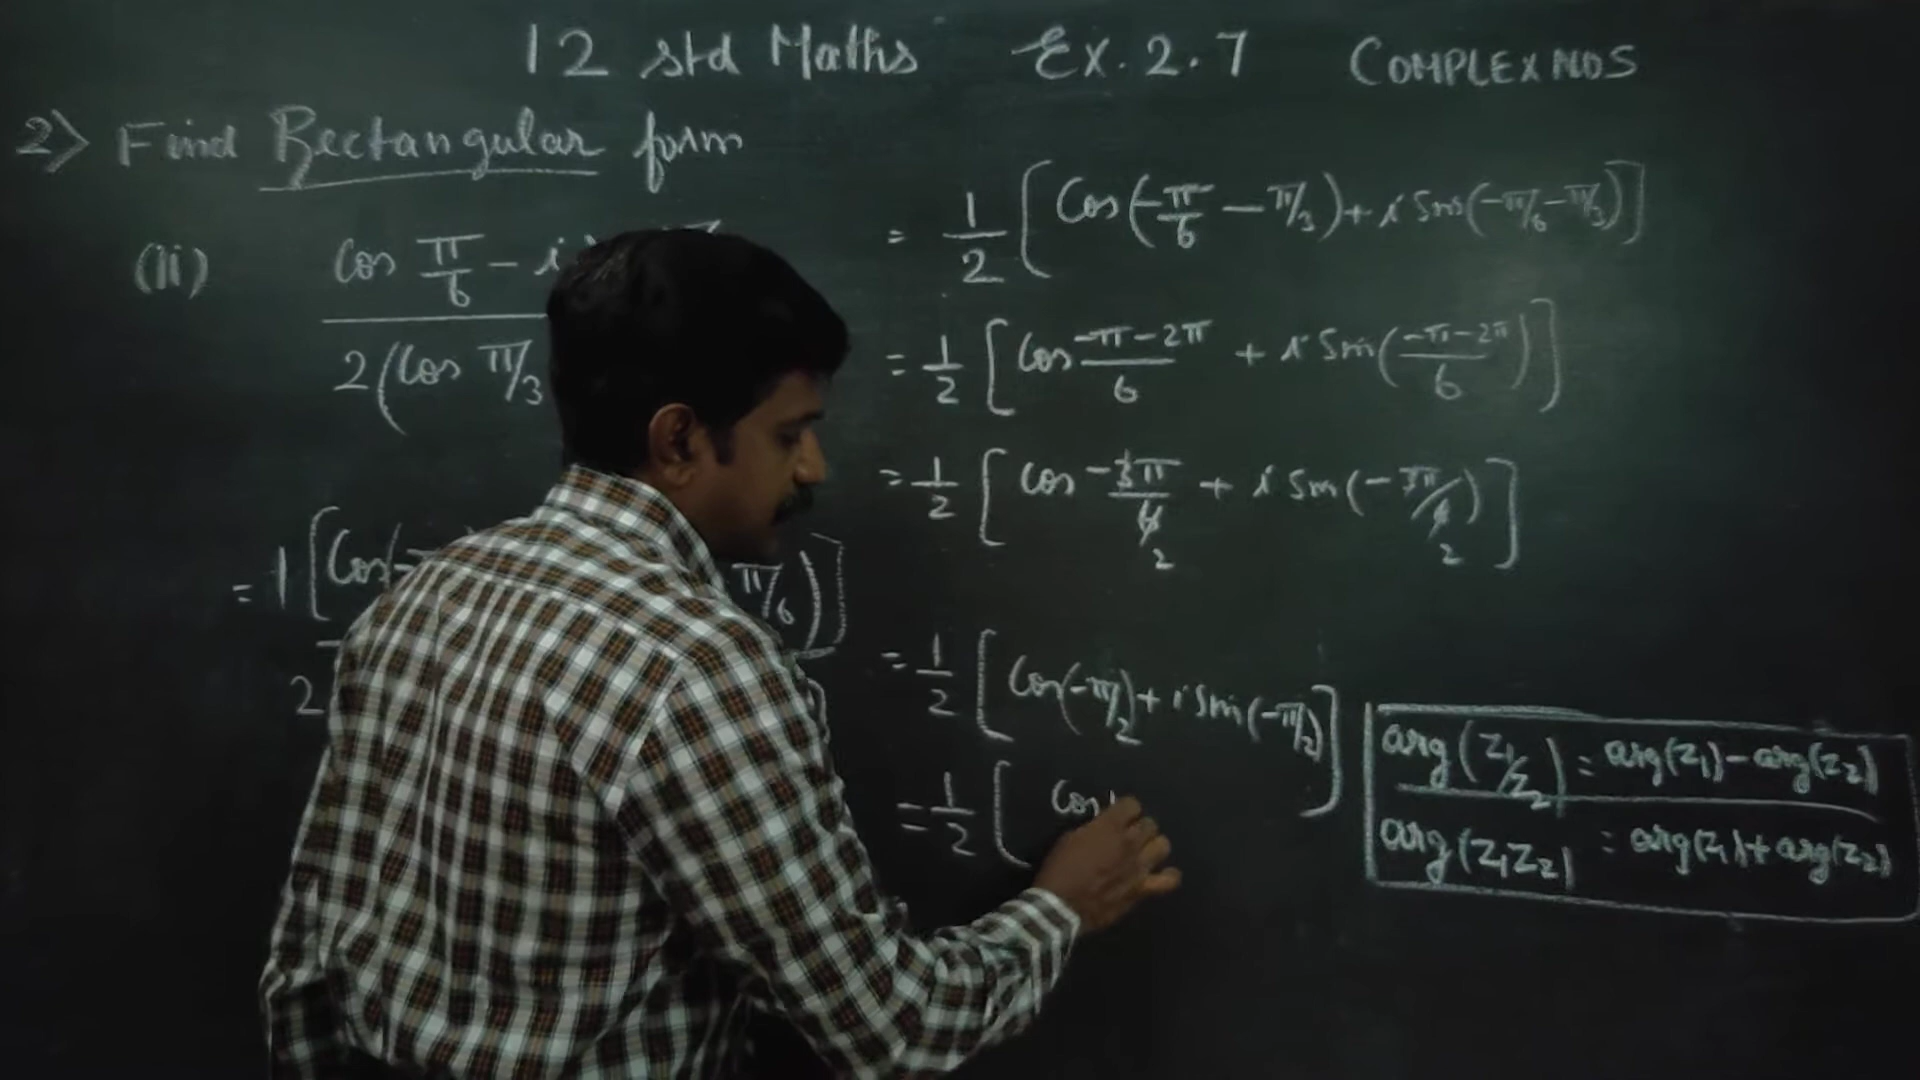 12 std Maths Ex. 2.7 COMPLEX NOS
2) Find Rectangular form
(ii) cos π/6 - i
2(cos π/3
= 1 [Cos(- π/6)]
2
= 1/2 [Cos(-π/6 - π/3) + i Sin(-π/6 - π/3)]
= 1/2 [Cos -π-2π/6 + i Sin(-π-2π/6)]
= 1/2 [Cos -3π/6 2 + i Sin(-3π/6 2)]
= 1/2 [Cos(-π/2) + i Sin(-π/2)]
= 1/2 [Cos
arg(z₁/z₂) = arg(z₁) - arg(z₂)
arg(z₁z₂) = arg(z₁) + arg(z₂)